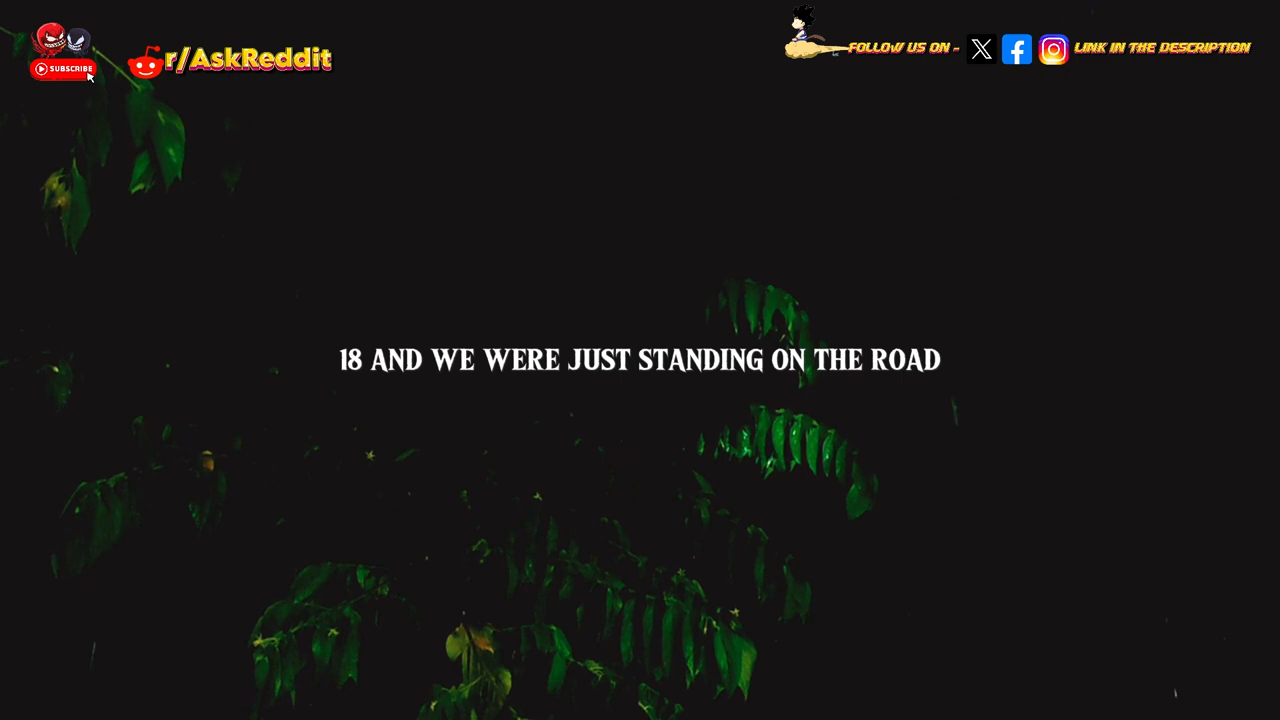 SUBSCRIBE
r/AskReddit
FOLLOW US ON -
LINK IN THE DESCRIPTION
18 AND WE WERE JUST STANDING ON THE ROAD